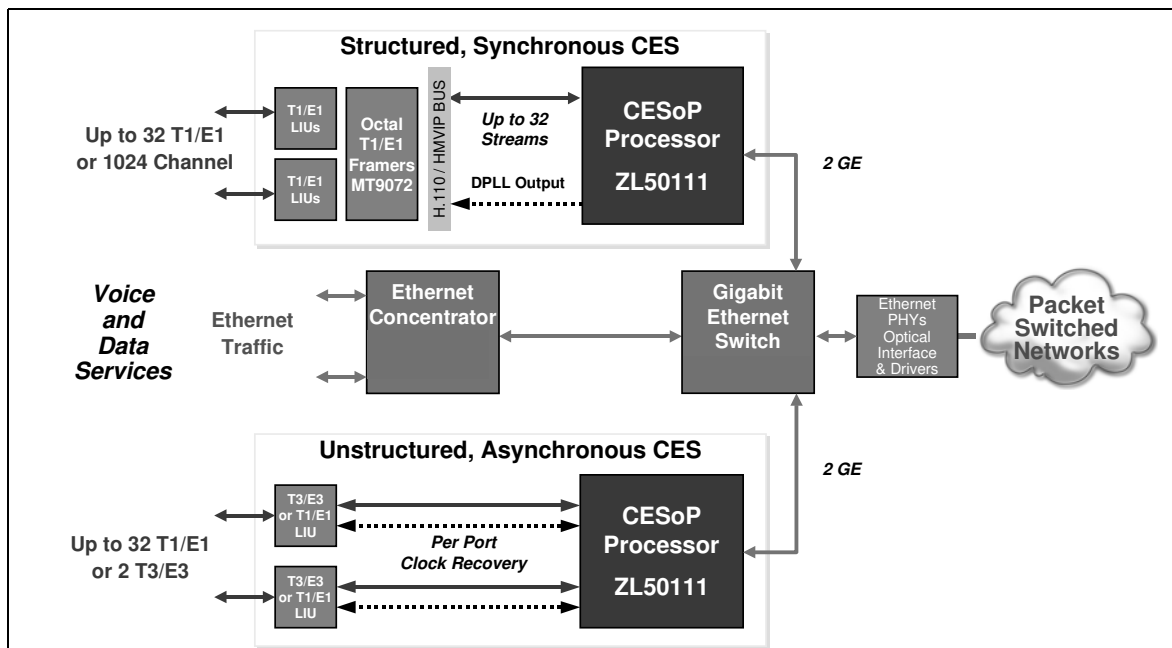 Structured, Synchronous CES
T1/E1
LIUs
T1/E1
LIUs
Octal
T1/E1
Framers
MT9072
H.110 / HMVIP BUS
Up to 32
Streams
DPLL Output
CESoP
Processor
ZL50111
Up to 32 T1/E1
or 1024 Channel
2 GE
Voice
and
Data
Services
Ethernet
Traffic
Ethernet
Concentrator
Gigabit
Ethernet
Switch
Ethernet
PHYs
Optical
Interface
& Drivers
Packet
Switched
Networks
Unstructured, Asynchronous CES
2 GE
T3/E3
or T1/E1
LIU
T3/E3
or T1/E1
LIU
Per Port
Clock Recovery
CESoP
Processor
ZL50111
Up to 32 T1/E1
or 2 T3/E3